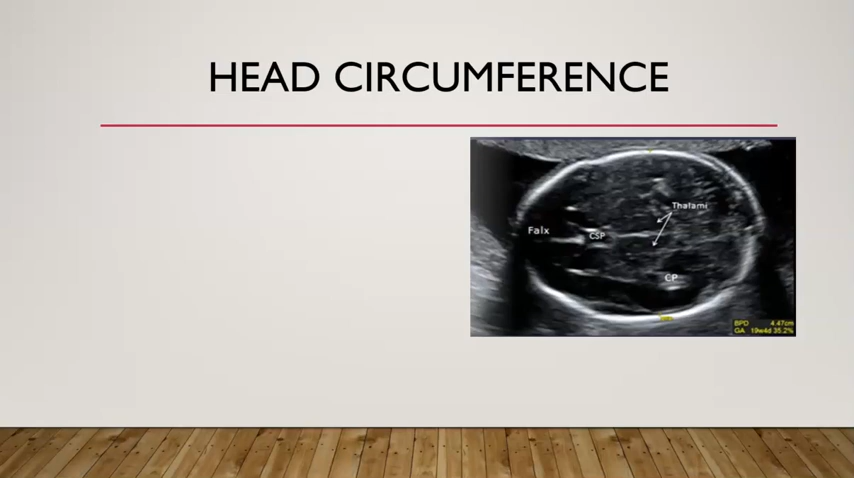 HEAD CIRCUMFERENCE
Thalami
Falx
CSP
CP
BPD 4.47cm
GA 19w4d 35.2%